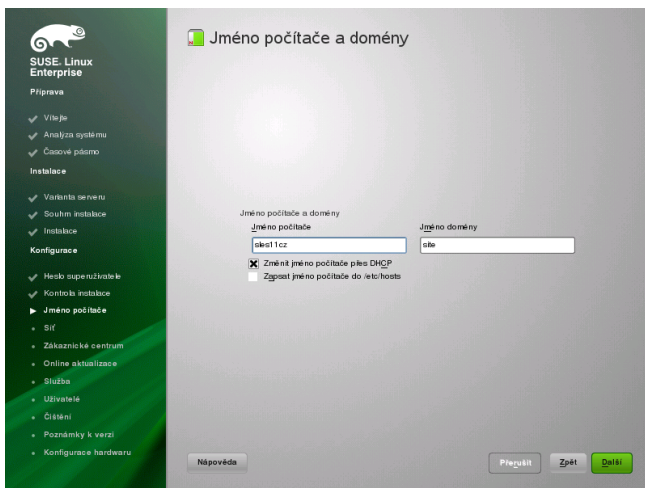 SUSE. Linux
Enterprise
Příprava
Vítejte
Analýza systému
Časové pásmo
Instalace
Varianta serveru
Souhrn instalace
Instalace
Konfigurace
Heslo superuživatele
Kontrola instalace
Jméno počítače
Síť
Zákaznické centrum
Online aktualizace
Služba
Uživatelé
Čištění
Poznámky k verzi
Konfigurace hardwaru
Jméno počítače a domény
Jméno počítače a domény
Jméno počítače Jméno domény
sles11cz site
Změnit jméno počítače přes DHCP
Zapsat jméno počítače do /etc/hosts
Nápověda Přerušit Zpět Další